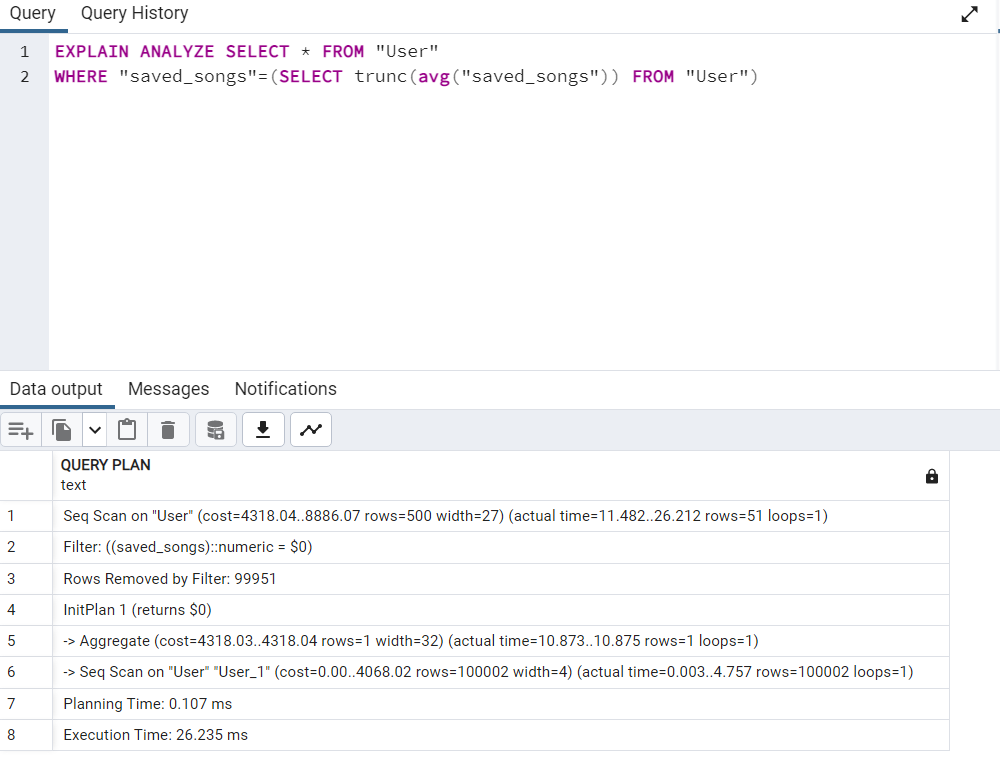 Query Query History
1 EXPLAIN ANALYZE SELECT * FROM "User"
2 WHERE "saved_songs"=(SELECT trunc(avg("saved_songs")) FROM "User")
Data output Messages Notifications
QUERY PLAN
text
1 Seq Scan on "User" (cost=4318.04..8886.07 rows=500 width=27) (actual time=11.482..26.212 rows=51 loops=1)
2 Filter: ((saved_songs)::numeric = $0)
3 Rows Removed by Filter: 99951
4 InitPlan 1 (returns $0)
5 -> Aggregate (cost=4318.03..4318.04 rows=1 width=32) (actual time=10.873..10.875 rows=1 loops=1)
6 -> Seq Scan on "User" "User_1" (cost=0.00..4068.02 rows=100002 width=4) (actual time=0.003..4.757 rows=100002 loops=1)
7 Planning Time: 0.107 ms
8 Execution Time: 26.235 ms